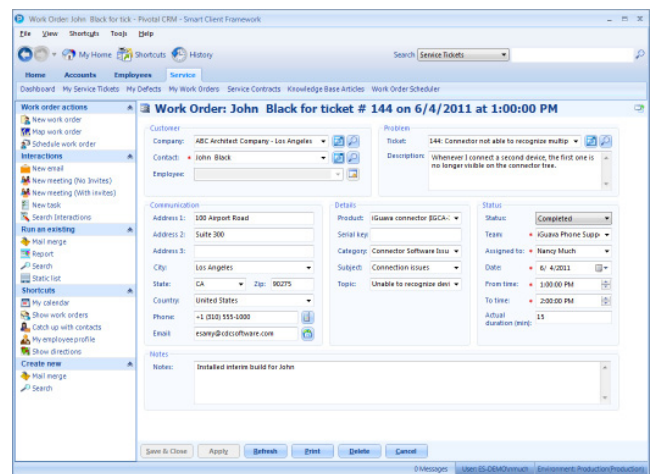 Work Order: John Black for tick - Pivotal CRM - Smart Client Framework
File View Shortcuts Tools Help
My Home Shortcuts History Search Service Tickets
Home Accounts Employees Service
Dashboard My Service Tickets My Defects My Work Orders Service Contracts Knowledge Base Articles Work Order Scheduler
Work order actions
New work order
Map work order
Schedule work order
Interactions
New email
New meeting (No Invites)
New meeting (With invites)
New task
Search Interactions
Run an existing
Mail merge
Report
Search
Static list
Shortcuts
My calendar
Show work orders
Catch up with contacts
My employee profile
Show directions
Create new
Mail merge
Search
Work Order: John Black for ticket # 144 on 6/4/2011 at 1:00:00 PM
Customer
Company: ABC Architect Company - Los Angeles
Contact: John Black
Employee:
Problem
Ticket: 144: Connector not able to recognize multip
Description: Whenever I connect a second device, the first one is
no longer visible on the connector tree.
Communication
Address 1: 100 Airport Road
Address 2: Suite 300
Address 3:
City: Los Angeles
State: CA Zip: 90275
Country: United States
Phone: +1 (310) 555-1000
Email: esamy@cdcsoftware.com
Details
Product: iGuava connector (IGCA-
Serial key:
Category: Connector Software Issu
Subject: Connection issues
Topic: Unable to recognize devi
Status
Status: Completed
Team: iGuava Phone Supp
Assigned to: Nancy Much
Date: 6/ 4/2011
From time: 1:00:00 PM
To time: 2:00:00 PM
Actual
duration (min): 15
Notes
Notes: Installed interim build for John
Save & Close Apply Refresh Print Delete Cancel
0 Messages User: ES-DEMO\nmuch Environment: Production(Production)